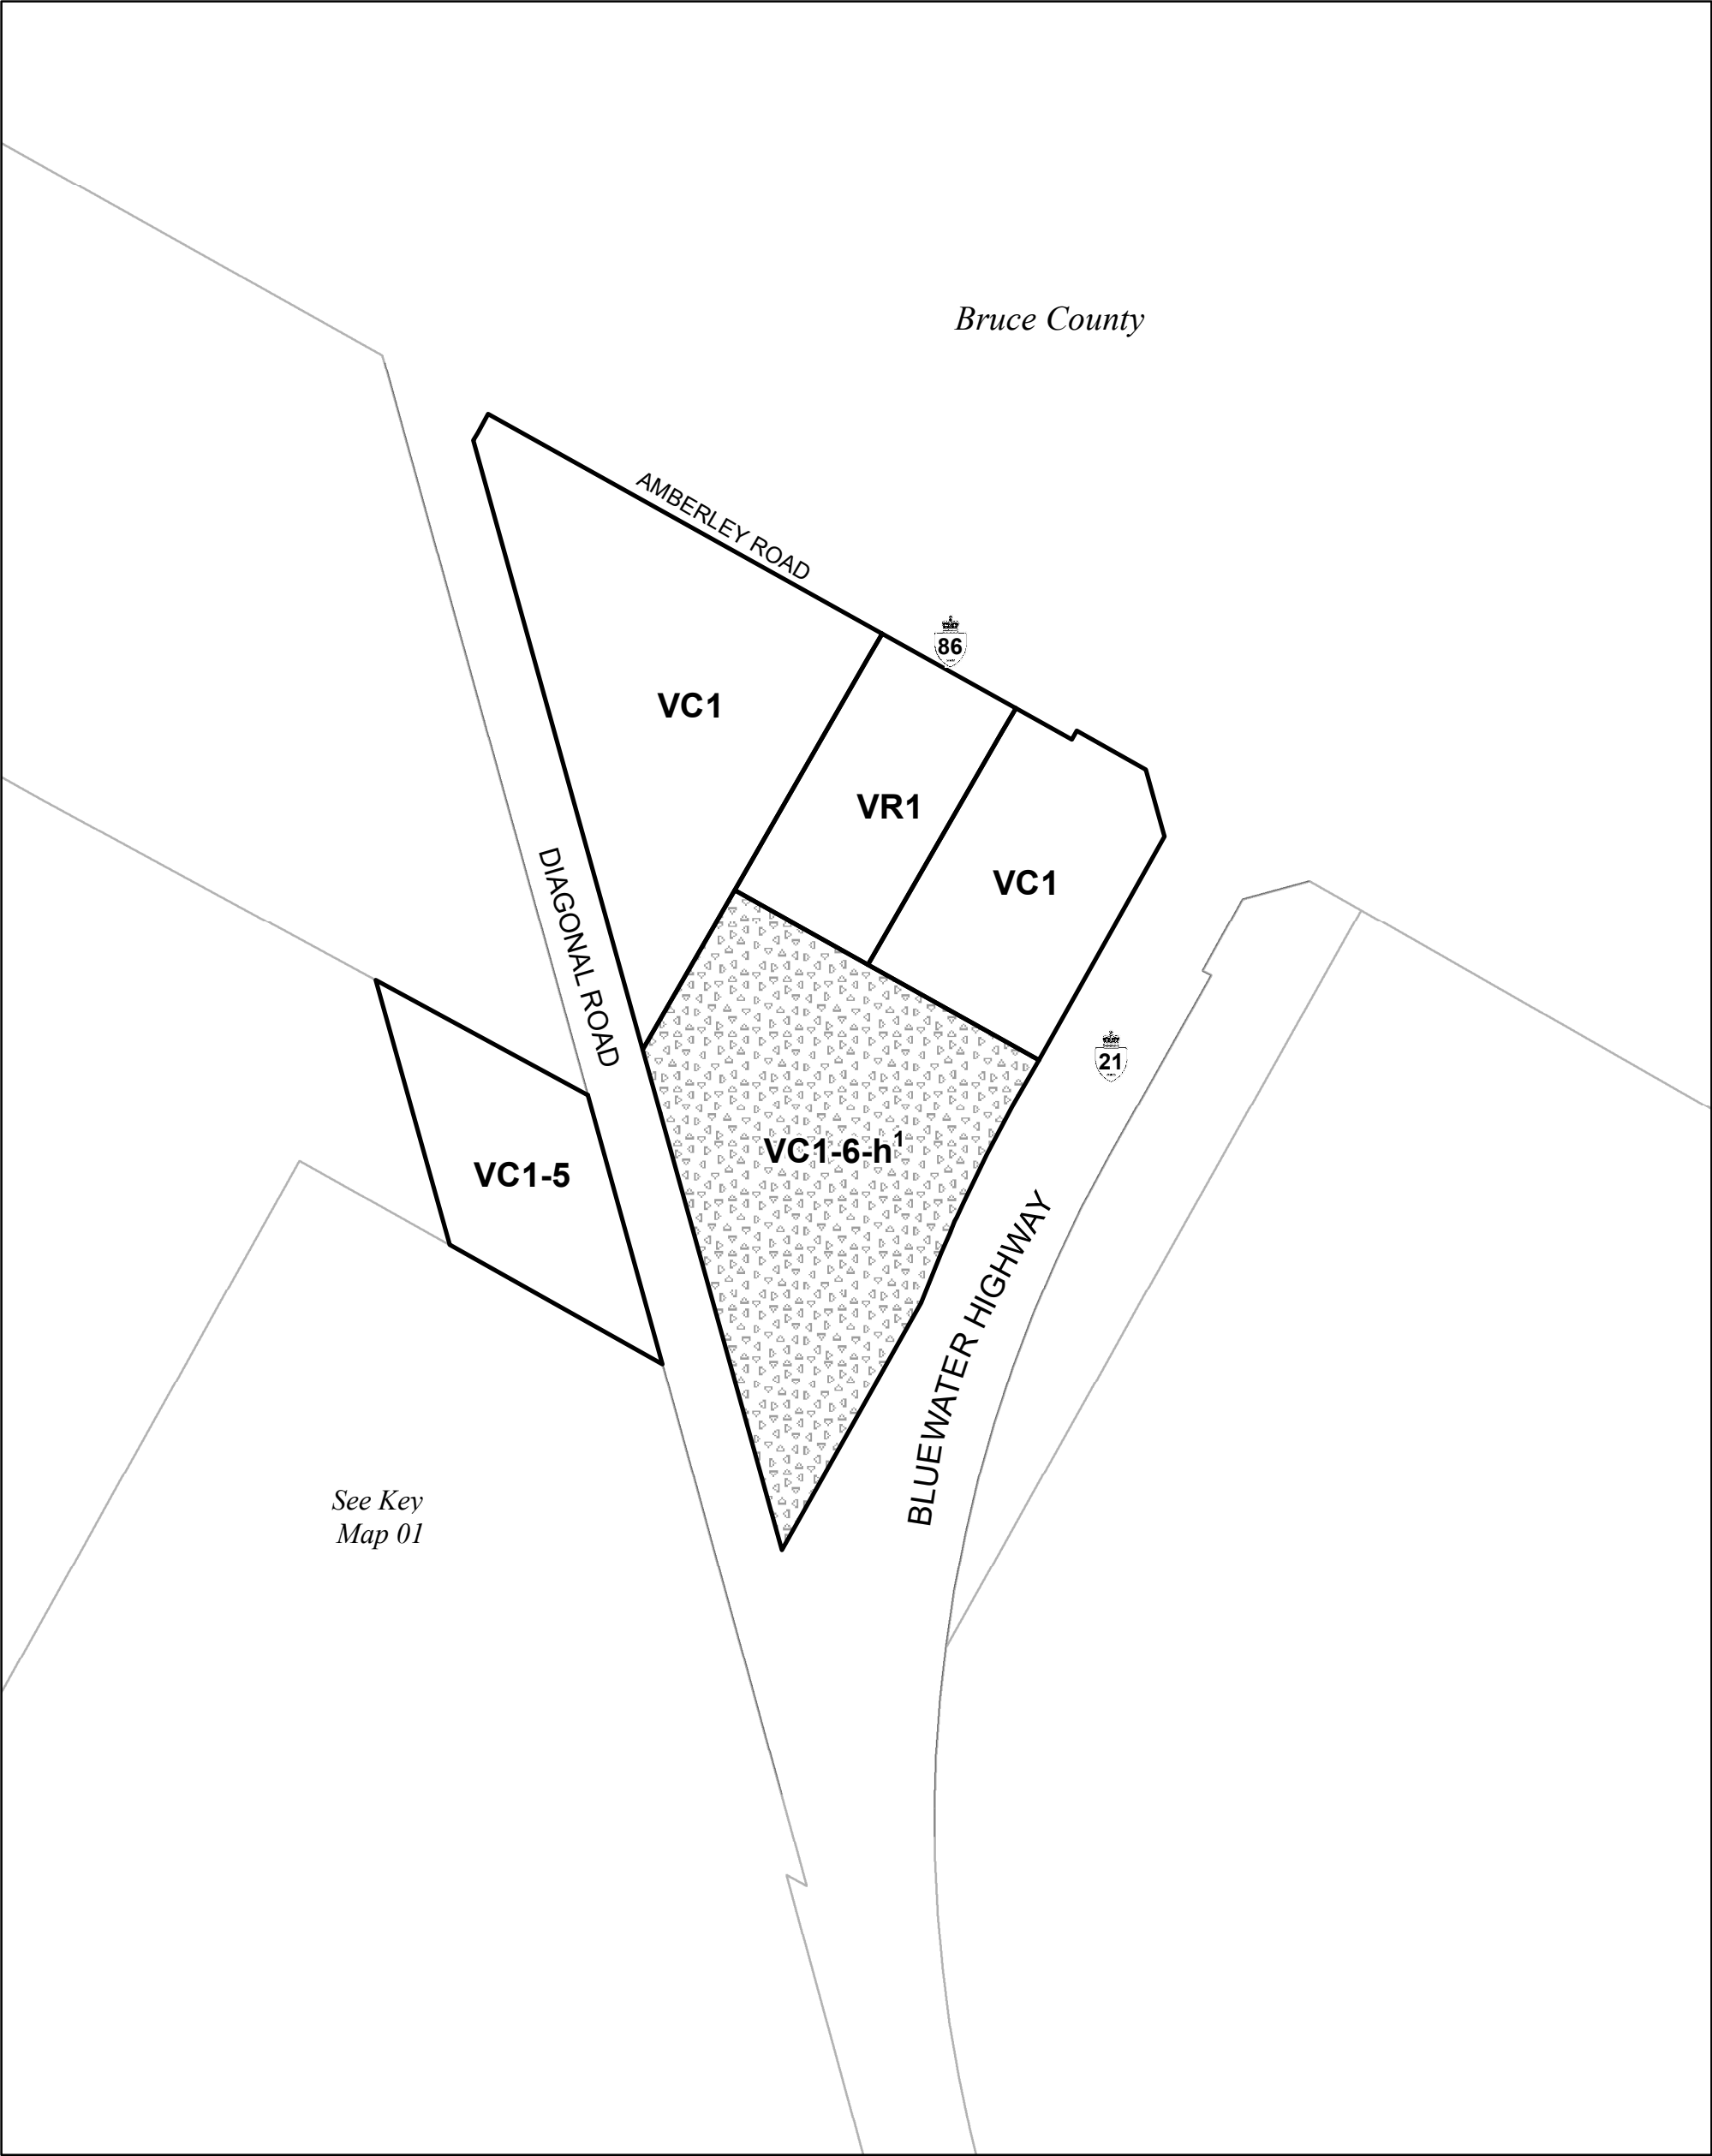 Bruce County
AMBERLEY ROAD
86
VC1
VR1
VC1
DIAGONAL ROAD
21
VC1-6-h¹
VC1-5
BLUEWATER HIGHWAY
See Key
Map 01